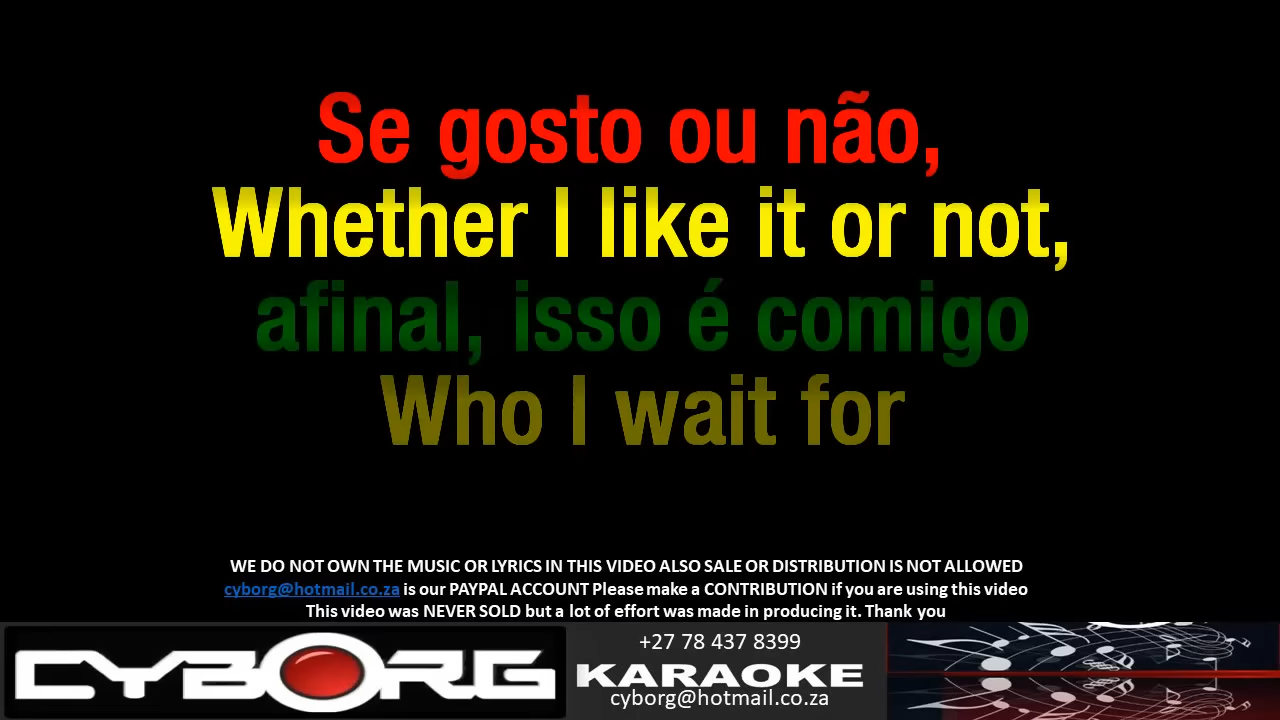 Se gosto ou não,
Whether I like it or not,
afinal, isso é comigo
Who I wait for
WE DO NOT OWN THE MUSIC OR LYRICS IN THIS VIDEO ALSO SALE OR DISTRIBUTION IS NOT ALLOWED
cyborg@hotmail.co.za is our PAYPAL ACCOUNT Please make a CONTRIBUTION if you are using this video
This video was NEVER SOLD but a lot of effort was made in producing it. Thank you
CYBORG
+27 78 437 8399
KARAOKE
cyborg@hotmail.co.za